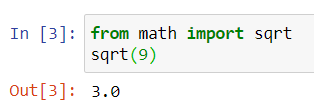 In [3]: from math import sqrt
sqrt(9)
Out[3]: 3.0